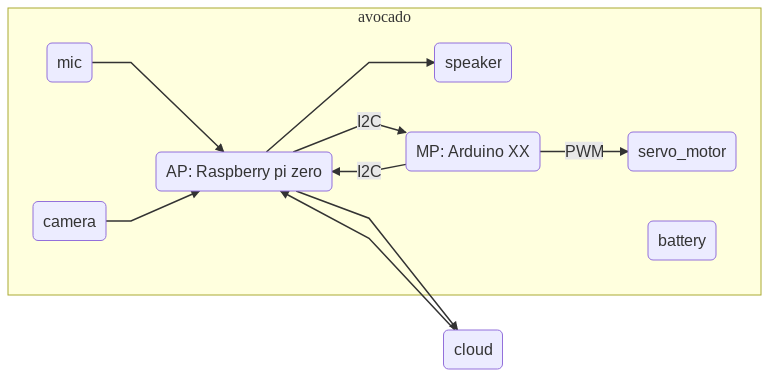 avocado
mic
speaker
I2C
AP: Raspberry pi zero
I2C
MP: Arduino XX
PWM
servo_motor
camera
battery
cloud